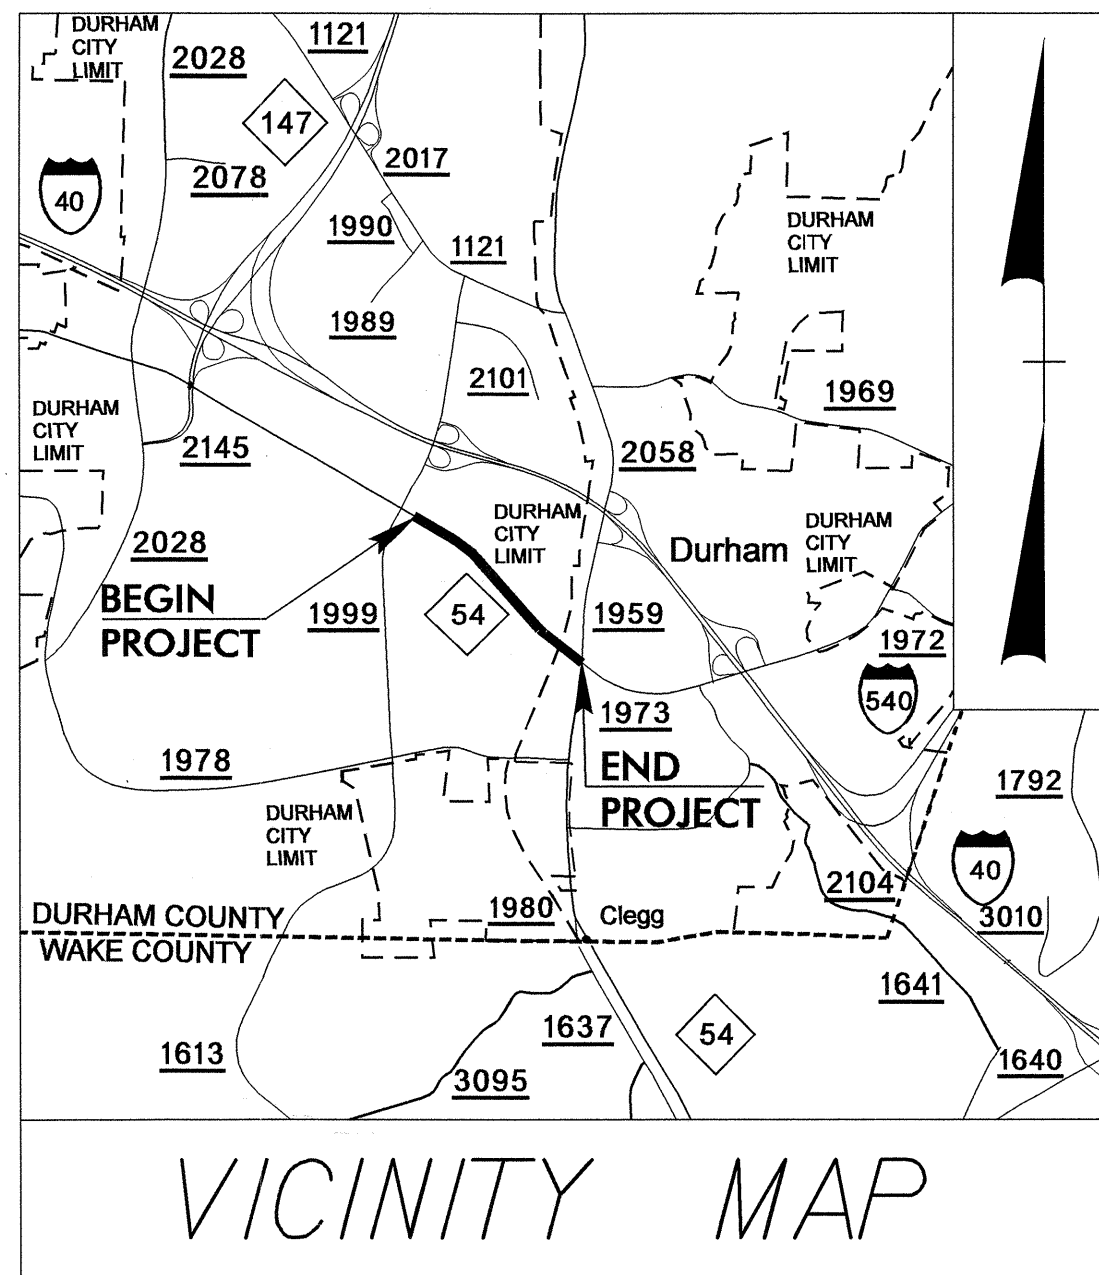 DURHAM
CITY
LIMIT
2028
1121
147
2017
2078
40
1990
1121
DURHAM
CITY
LIMIT
1989
2101
1969
DURHAM
CITY
LIMIT
2145
2058
DURHAM
CITY
LIMIT
DURHAM
CITY
LIMIT
Durham
2028
BEGIN
PROJECT
1999
54
1959
1972
540
1973
1978
END
PROJECT
1792
DURHAM
CITY
LIMIT
40
2104
1980
Clegg
3010
DURHAM COUNTY
WAKE COUNTY
1641
1637
54
1613
3095
1640
VICINITY MAP